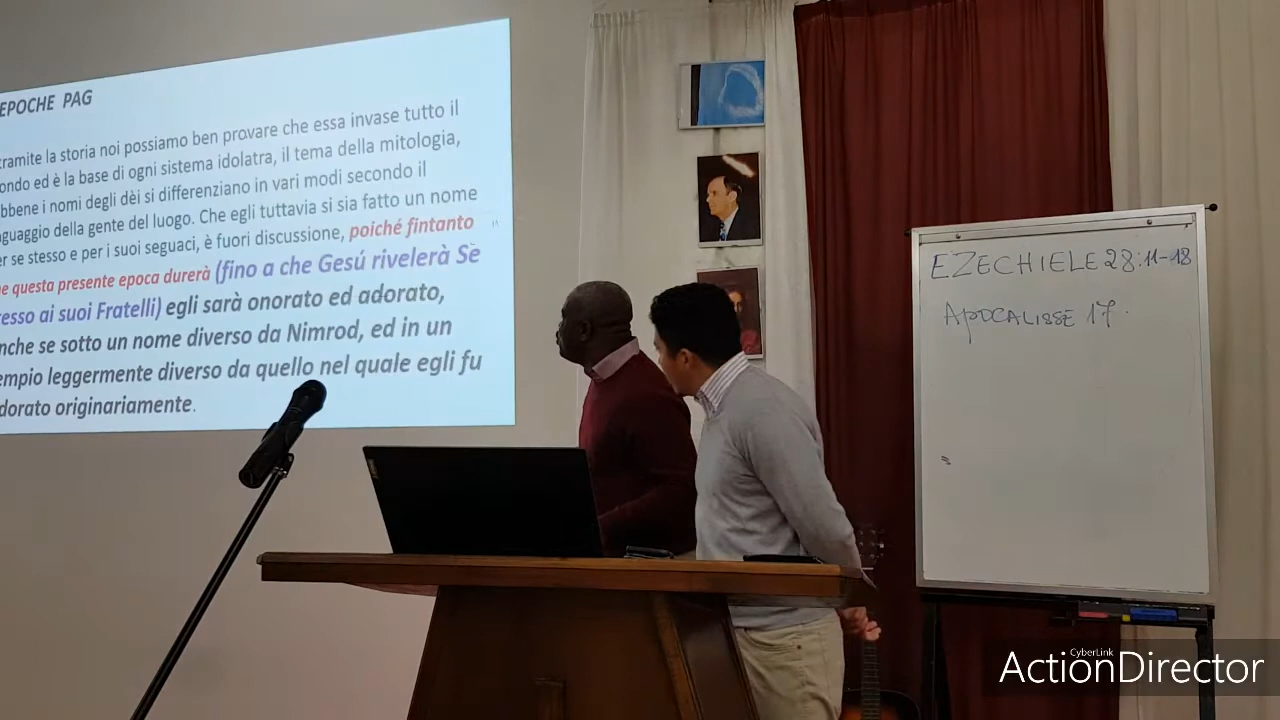 EPOCHE PAG
tramite la storia noi possiamo ben provare che essa invase tutto il
ondo ed è la base di ogni sistema idolatra, il tema della mitologia,
bbene i nomi degli dèi si differenziano in vari modi secondo il
nguaggio della gente del luogo. Che egli tuttavia si sia fatto un nome
er se stesso e per i suoi seguaci, è fuori discussione, poiché fintanto
e questa presente epoca durerà (fino a che Gesú rivelerà Sè
esso ai suoi Fratelli) egli sarà onorato ed adorato,
nche se sotto un nome diverso da Nimrod, ed in un
empio leggermente diverso da quello nel quale egli fu
dorato originariamente.
EZECHIELE 28:11-18
APOCALISSE 17.
CyberLink
ActionDirector